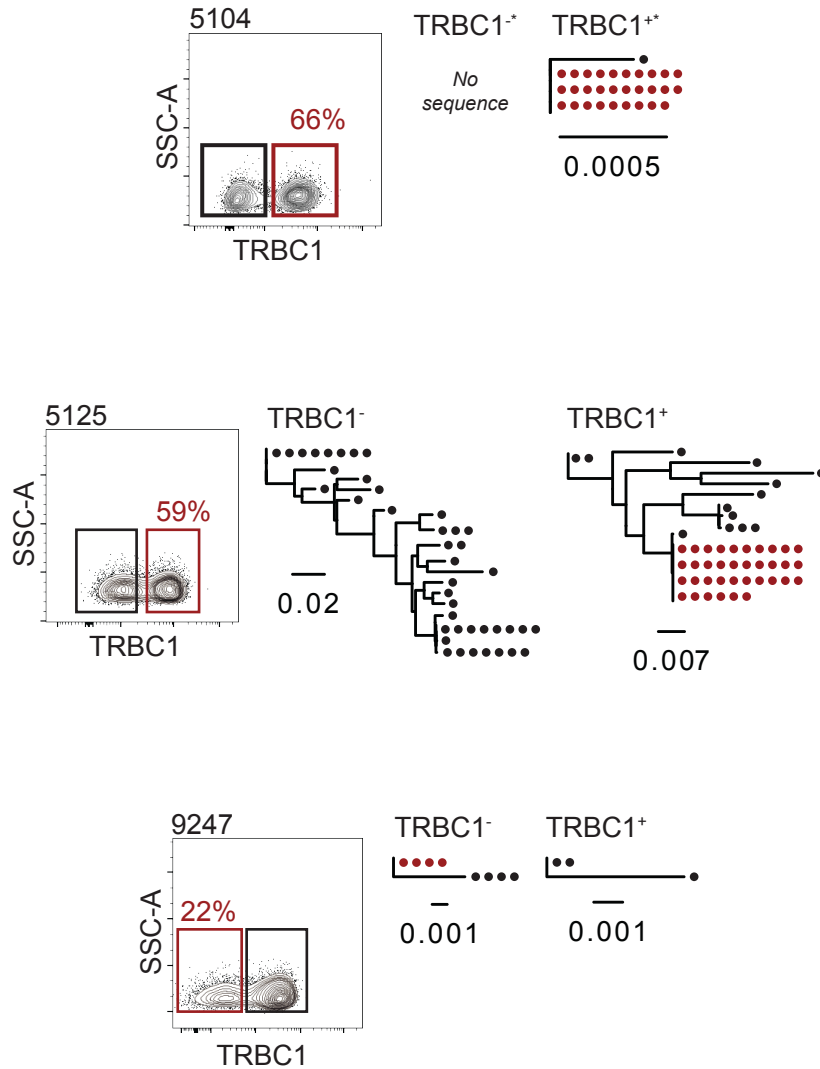 5104
TRBC1-*
TRBC1+*
SSC-A
66%
No
sequence
0.0005
TRBC1
5125
TRBC1-
TRBC1+
SSC-A
59%
0.02
0.007
TRBC1
9247
TRBC1-
TRBC1+
SSC-A
22%
0.001
0.001
TRBC1